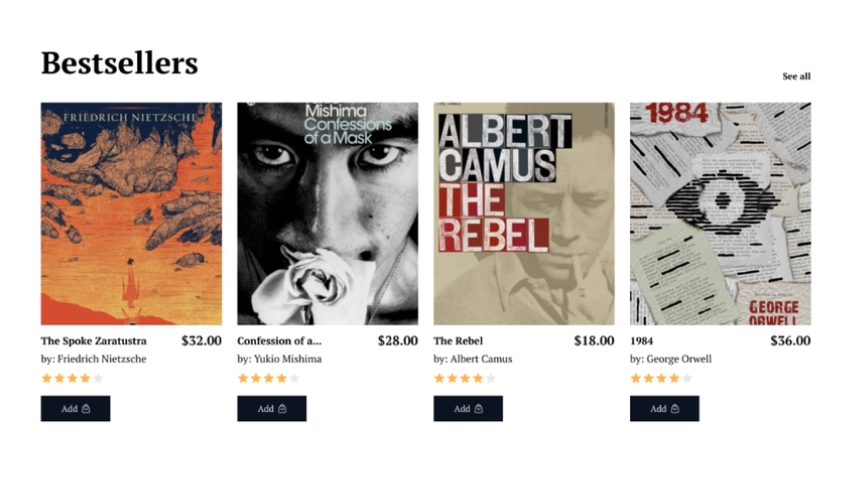 Bestsellers
See all
FRIEDRICH NIETZSCHE
Mishima
Confessions
of a Mask
ALBERT
CAMUS
THE
REBEL
1984
GEORGE
ORWELL
The Spoke Zaratustra $32.00
by: Friedrich Nietzsche
Add
Confession of a... $28.00
by: Yukio Mishima
Add
The Rebel $18.00
by: Albert Camus
Add
1984 $36.00
by: George Orwell
Add